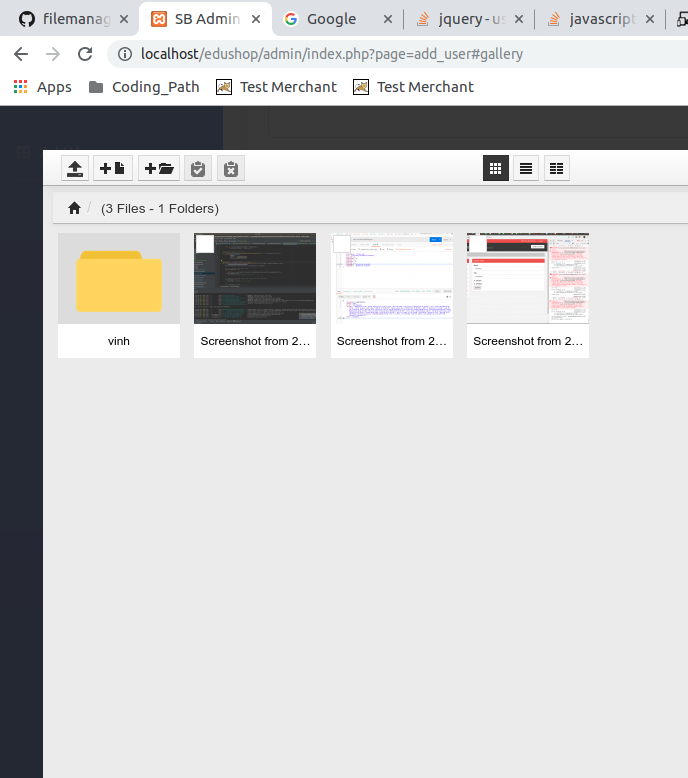 filemanag SB Admin Google jquery - us javascript
localhost/edushop/admin/index.php?page=add_user#gallery
Apps Coding_Path Test Merchant Test Merchant
/ (3 Files - 1 Folders)
vinh Screenshot from 2... Screenshot from 2... Screenshot from 2...